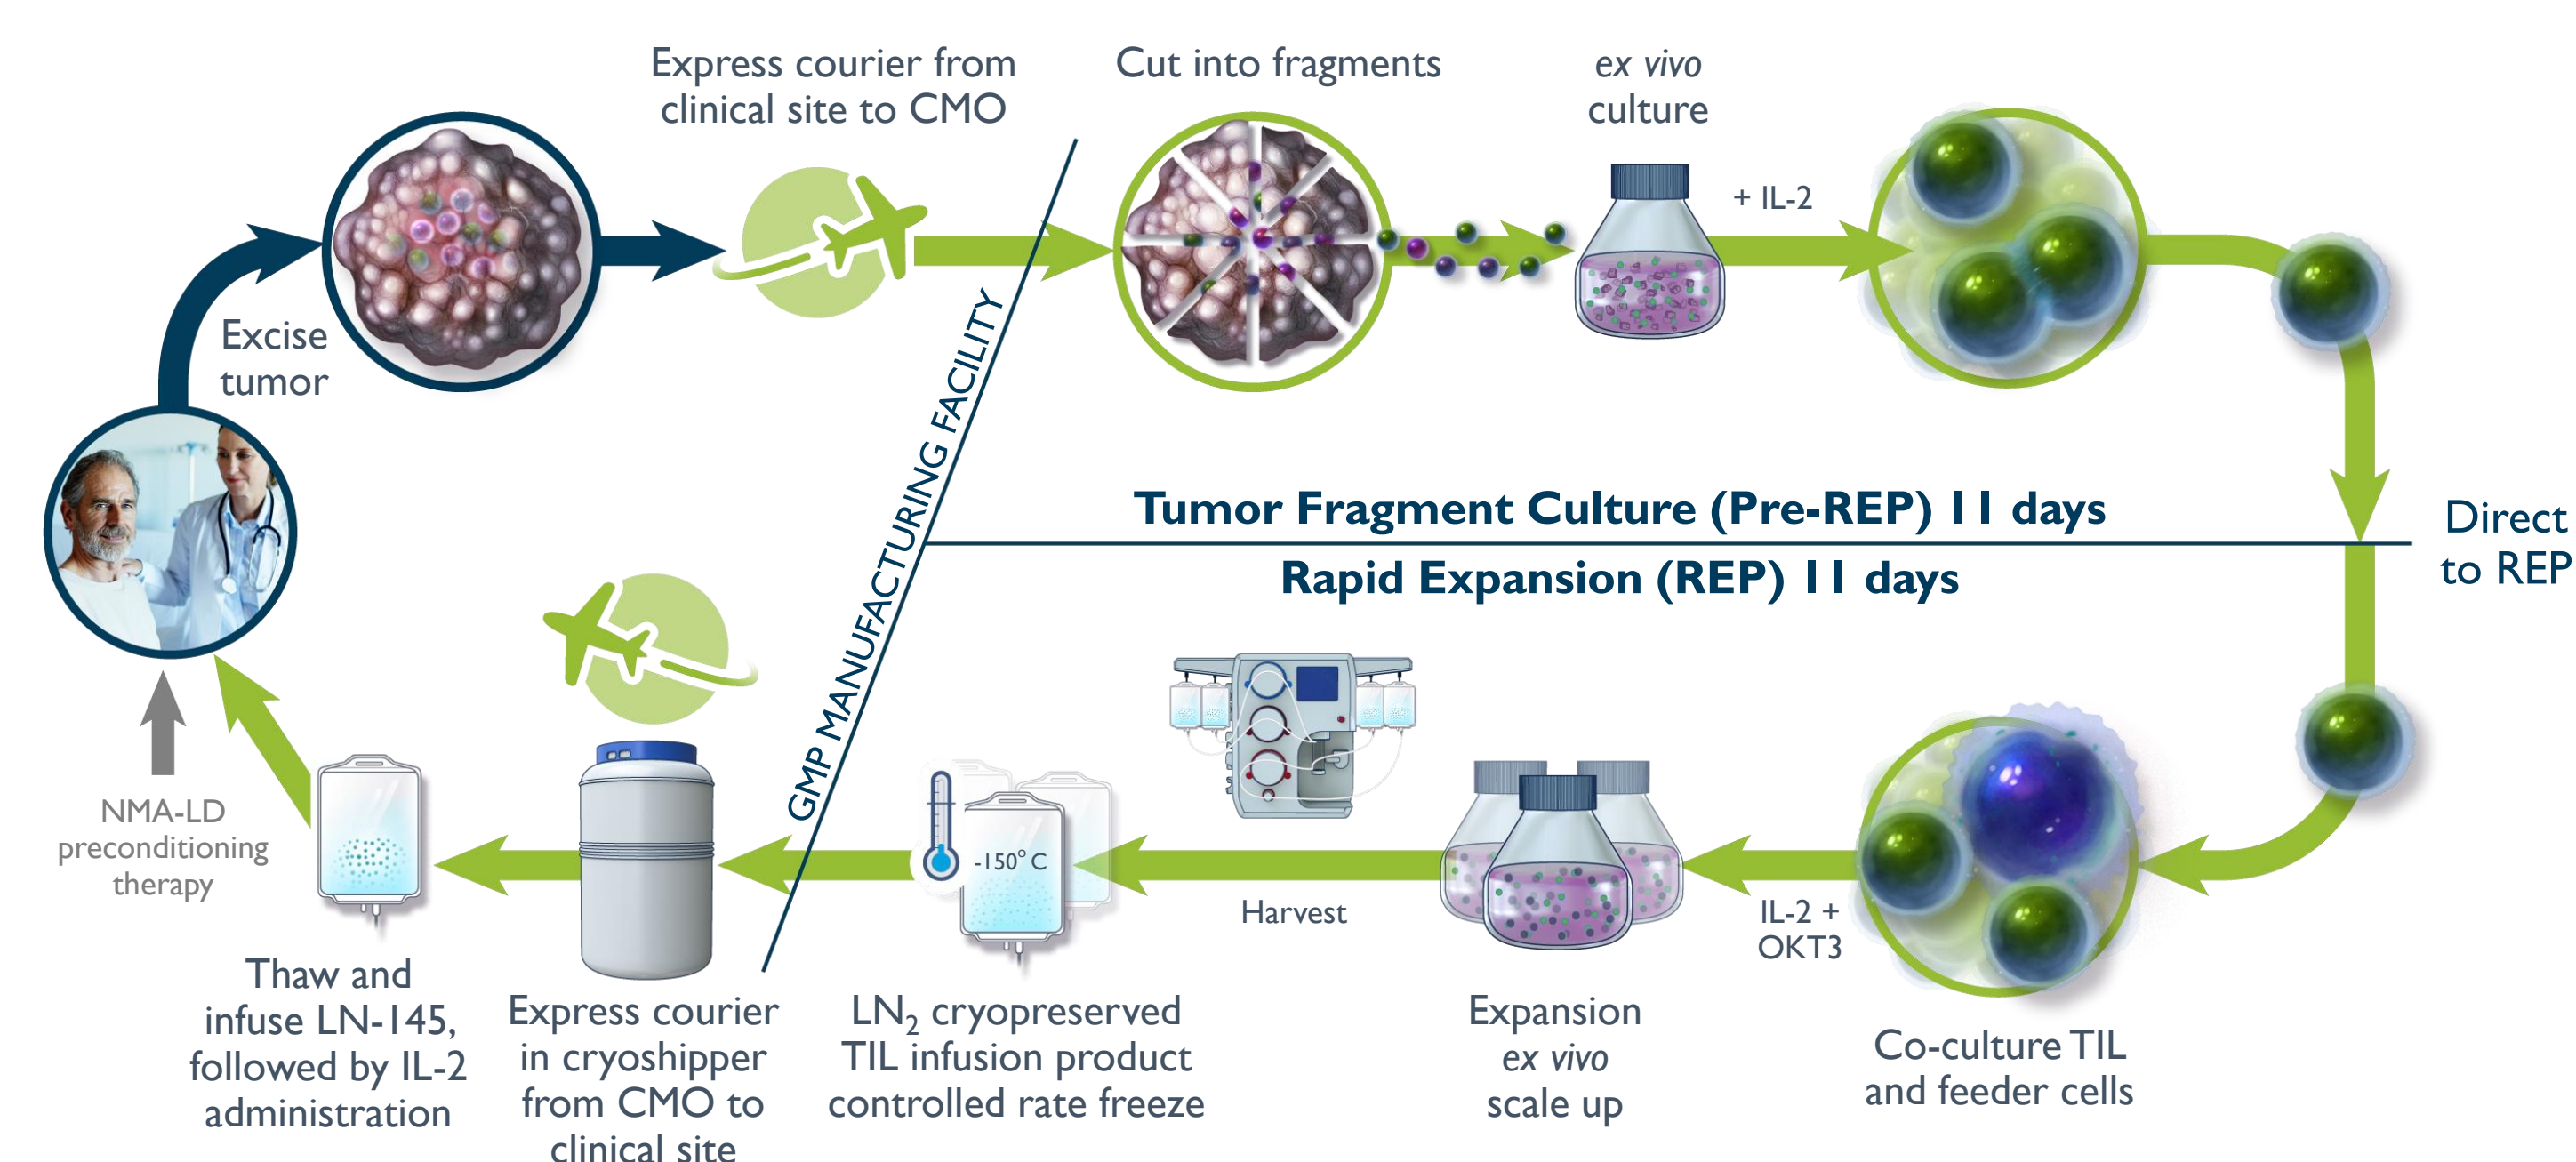 Express courier from
clinical site to CMO
Cut into fragments
ex vivo
culture
+ IL-2
Excise
tumor
GMP MANUFACTURING FACILITY
Tumor Fragment Culture (Pre-REP) 11 days
Rapid Expansion (REP) 11 days
Direct
to REP
NMA-LD
preconditioning
therapy
-150° C
Harvest
IL-2 +
OKT3
Thaw and
infuse LN-145,
followed by IL-2
administration
Express courier
in cryoshipper
from CMO to
clinical site
LN₂ cryopreserved
TIL infusion product
controlled rate freeze
Expansion
ex vivo
scale up
Co-culture TIL
and feeder cells